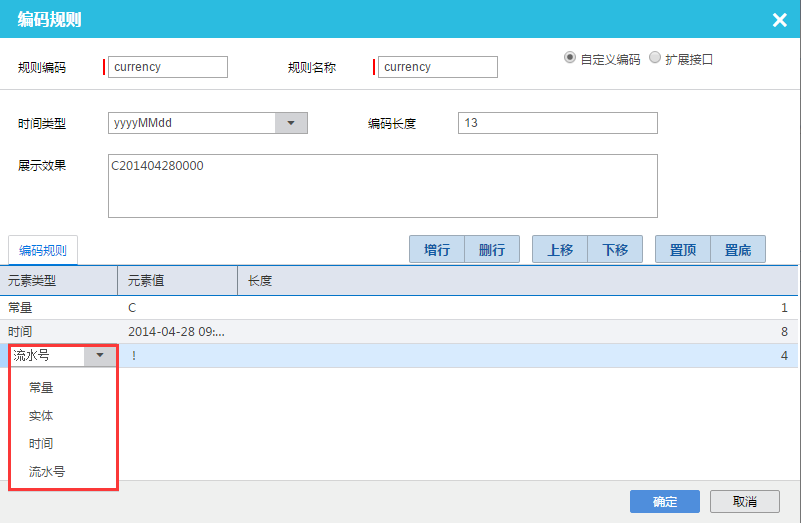 编码规则
规则编码 currency 规则名称 currency 自定义编码 扩展接口
时间类型 yyyyMMdd 编码长度 13
展示效果 C201404280000
编码规则 增行 删行 上移 下移 置顶 置底
元素类型 元素值 长度
常量 C 1
时间 2014-04-28 09:... 8
流水号 ! 4
常量
实体
时间
流水号
确定 取消